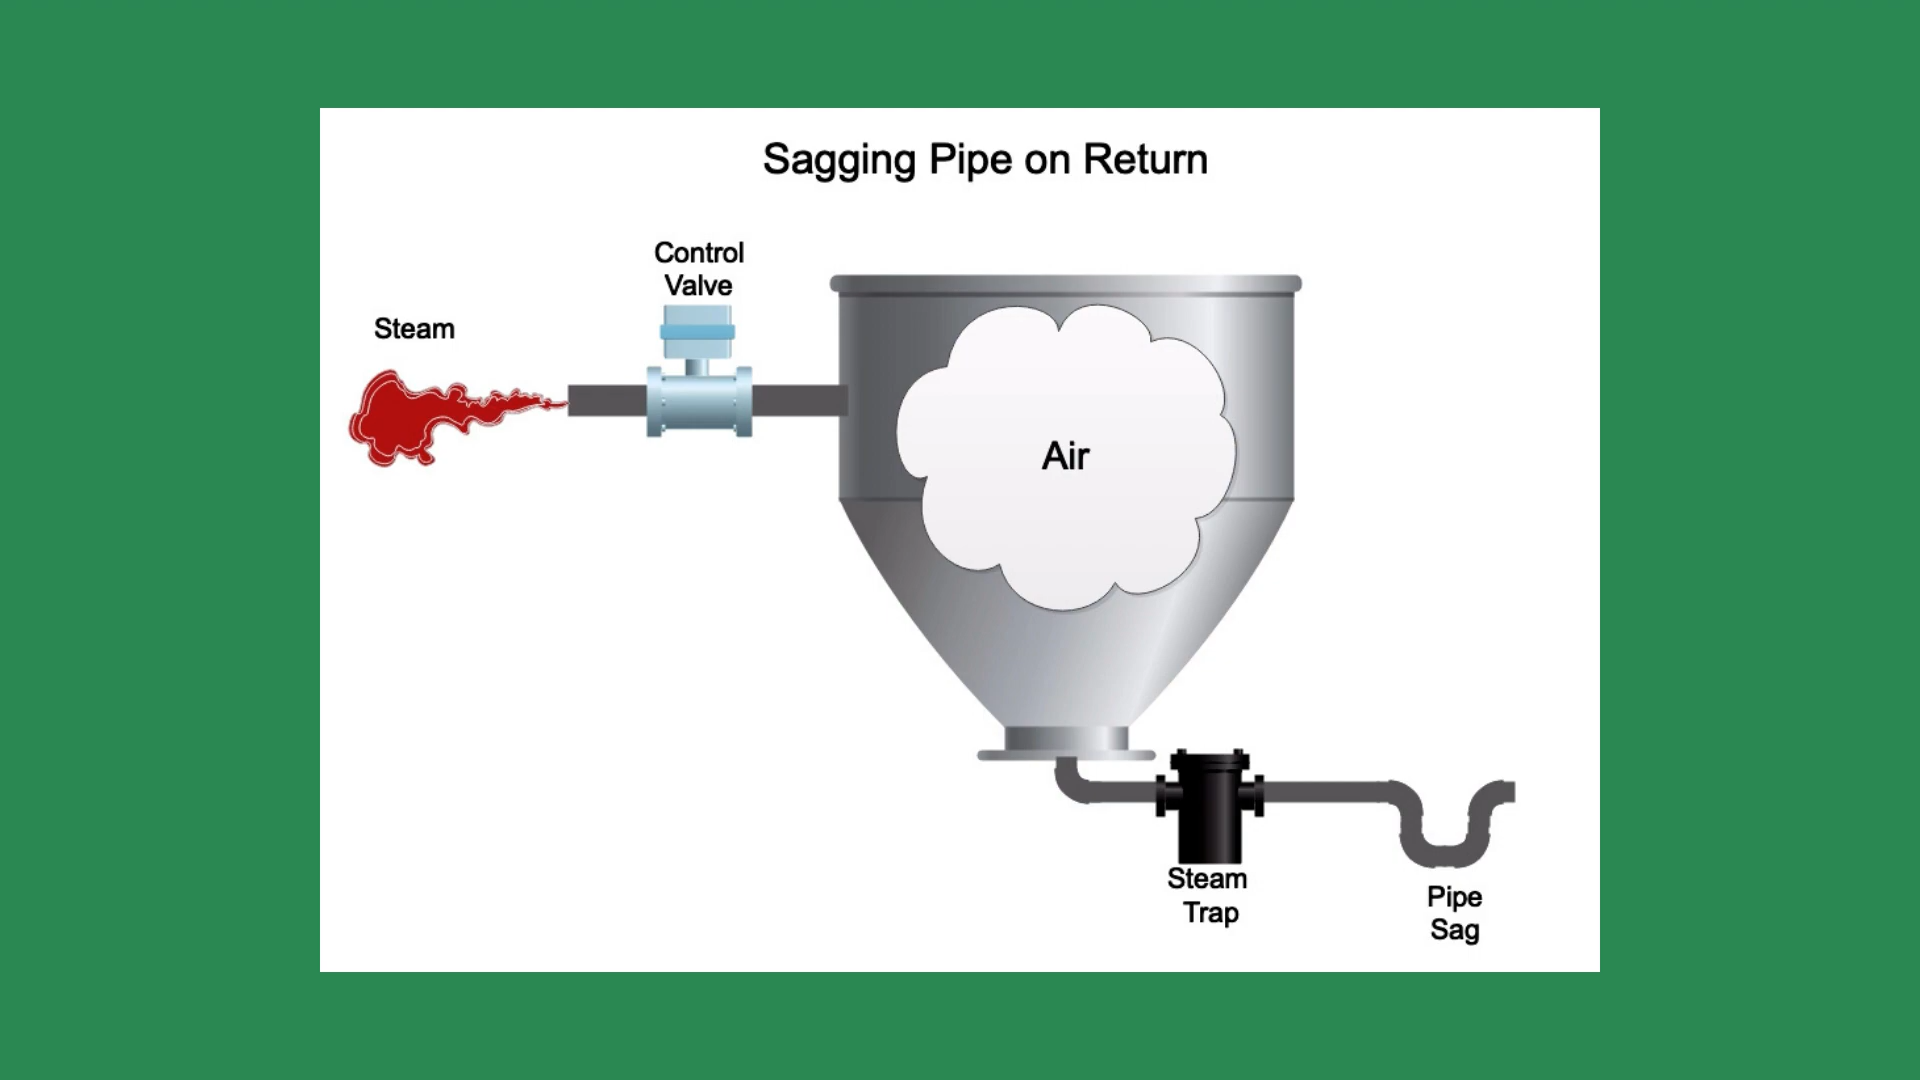 Sagging Pipe on Return
Control
Valve
Steam
Air
Steam
Trap
Pipe
Sag